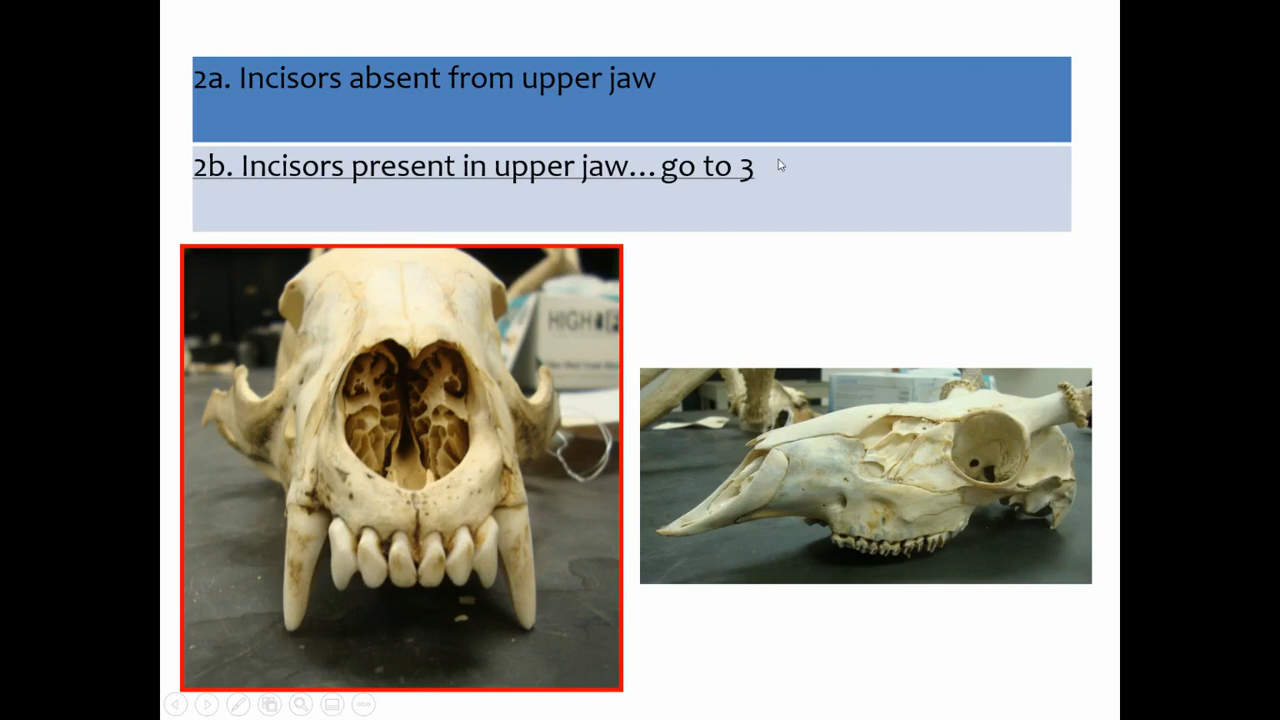 2a. Incisors absent from upper jaw
2b. Incisors present in upper jaw...go to 3
HIGH